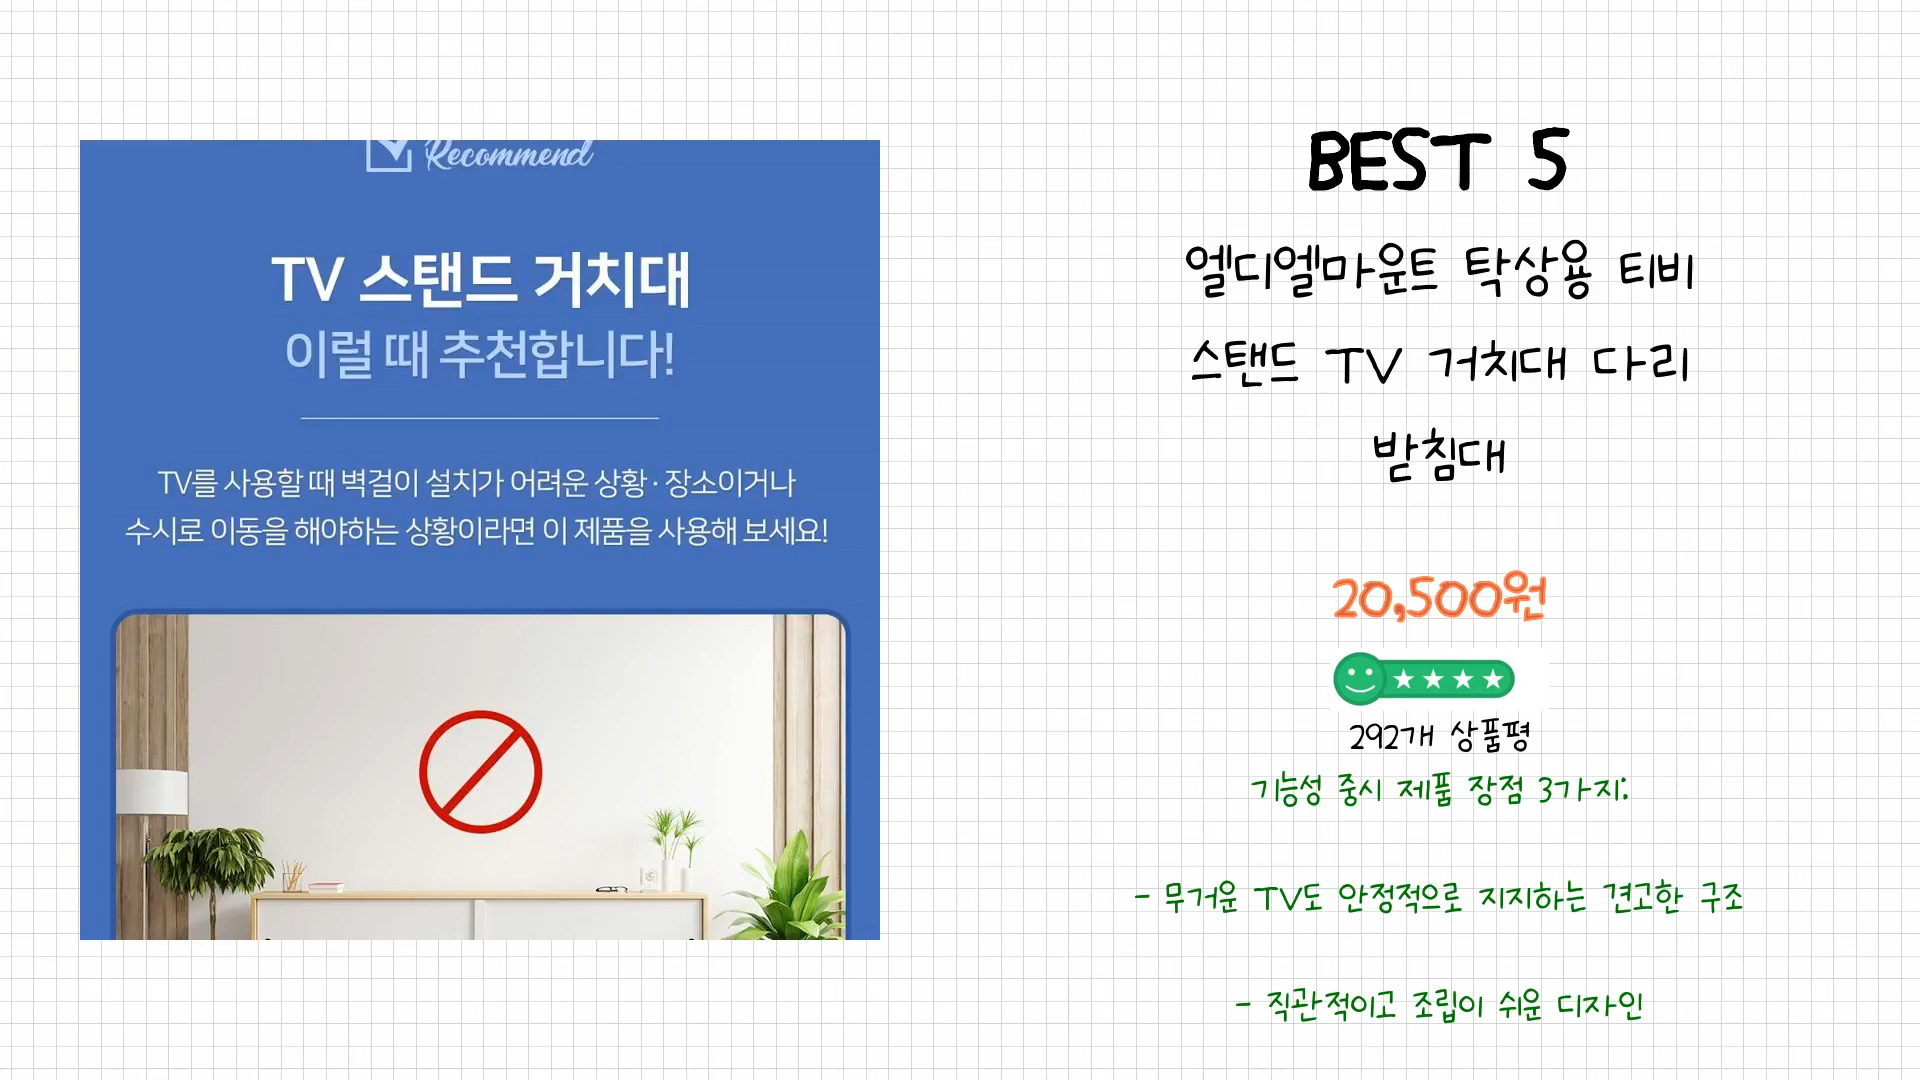 Recommend
TV 스탠드 거치대
이럴 때 추천합니다!
TV를 사용할 때 벽걸이 설치가 어려운 상황 · 장소이거나
수시로 이동을 해야하는 상황이라면 이 제품을 사용해 보세요!
BEST 5
엘디엘마운트 탁상용 티비
스탠드 TV 거치대 다리
받침대
20,500원
292개 상품평
기능성 중시 제품 장점 3가지:
- 무거운 TV도 안정적으로 지지하는 견고한 구조
- 직관적이고 조립이 쉬운 디자인